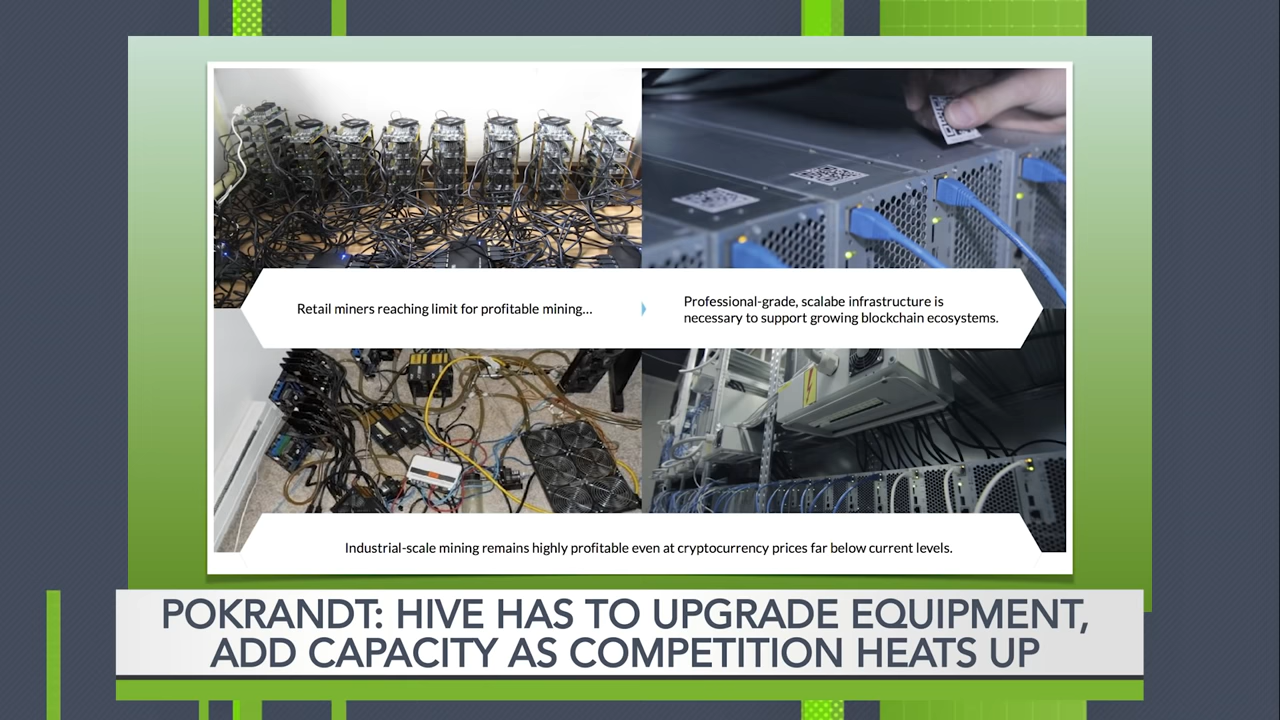 Retail miners reaching limit for profitable mining...
Professional-grade, scalabe infrastructure is
necessary to support growing blockchain ecosystems.
Industrial-scale mining remains highly profitable even at cryptocurrency prices far below current levels.
POKRANDT: HIVE HAS TO UPGRADE EQUIPMENT,
ADD CAPACITY AS COMPETITION HEATS UP